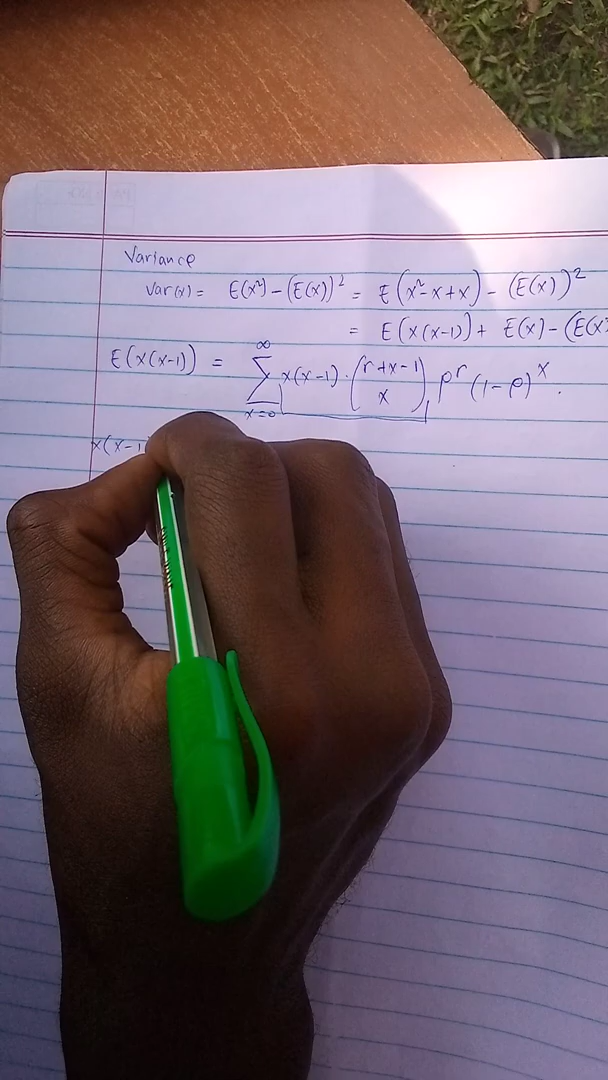 Variance
Var(x) = E(x²) - (E(x))² = E(x²-x+x) - (E(x))²
= E(x(x-1)) + E(x) - (E(x)
E(x(x-1)) = ∑_{x=0}^{∞} x(x-1) · (r+x-1 x) p^r (1-p)^x .
x(x-1)